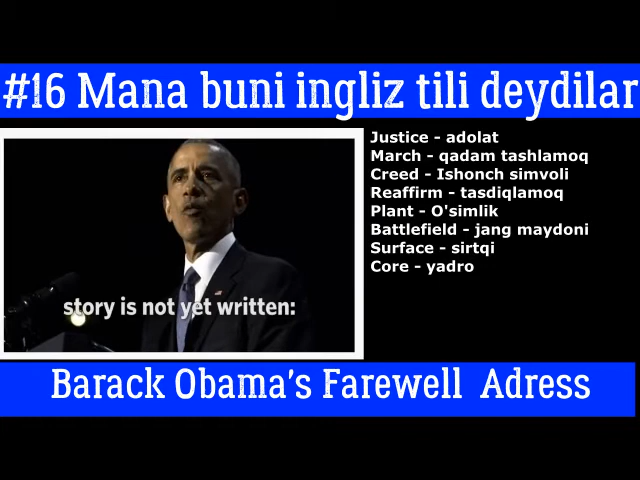 #16 Mana buni ingliz tili deydilar
Justice - adolat
March - qadam tashlamoq
Creed - Ishonch simvoli
Reaffirm - tasdiqlamoq
Plant - O'simlik
Battlefield - jang maydoni
Surface - sirtqi
Core - yadro
story is not yet written:
Barack Obama's Farewell Adress